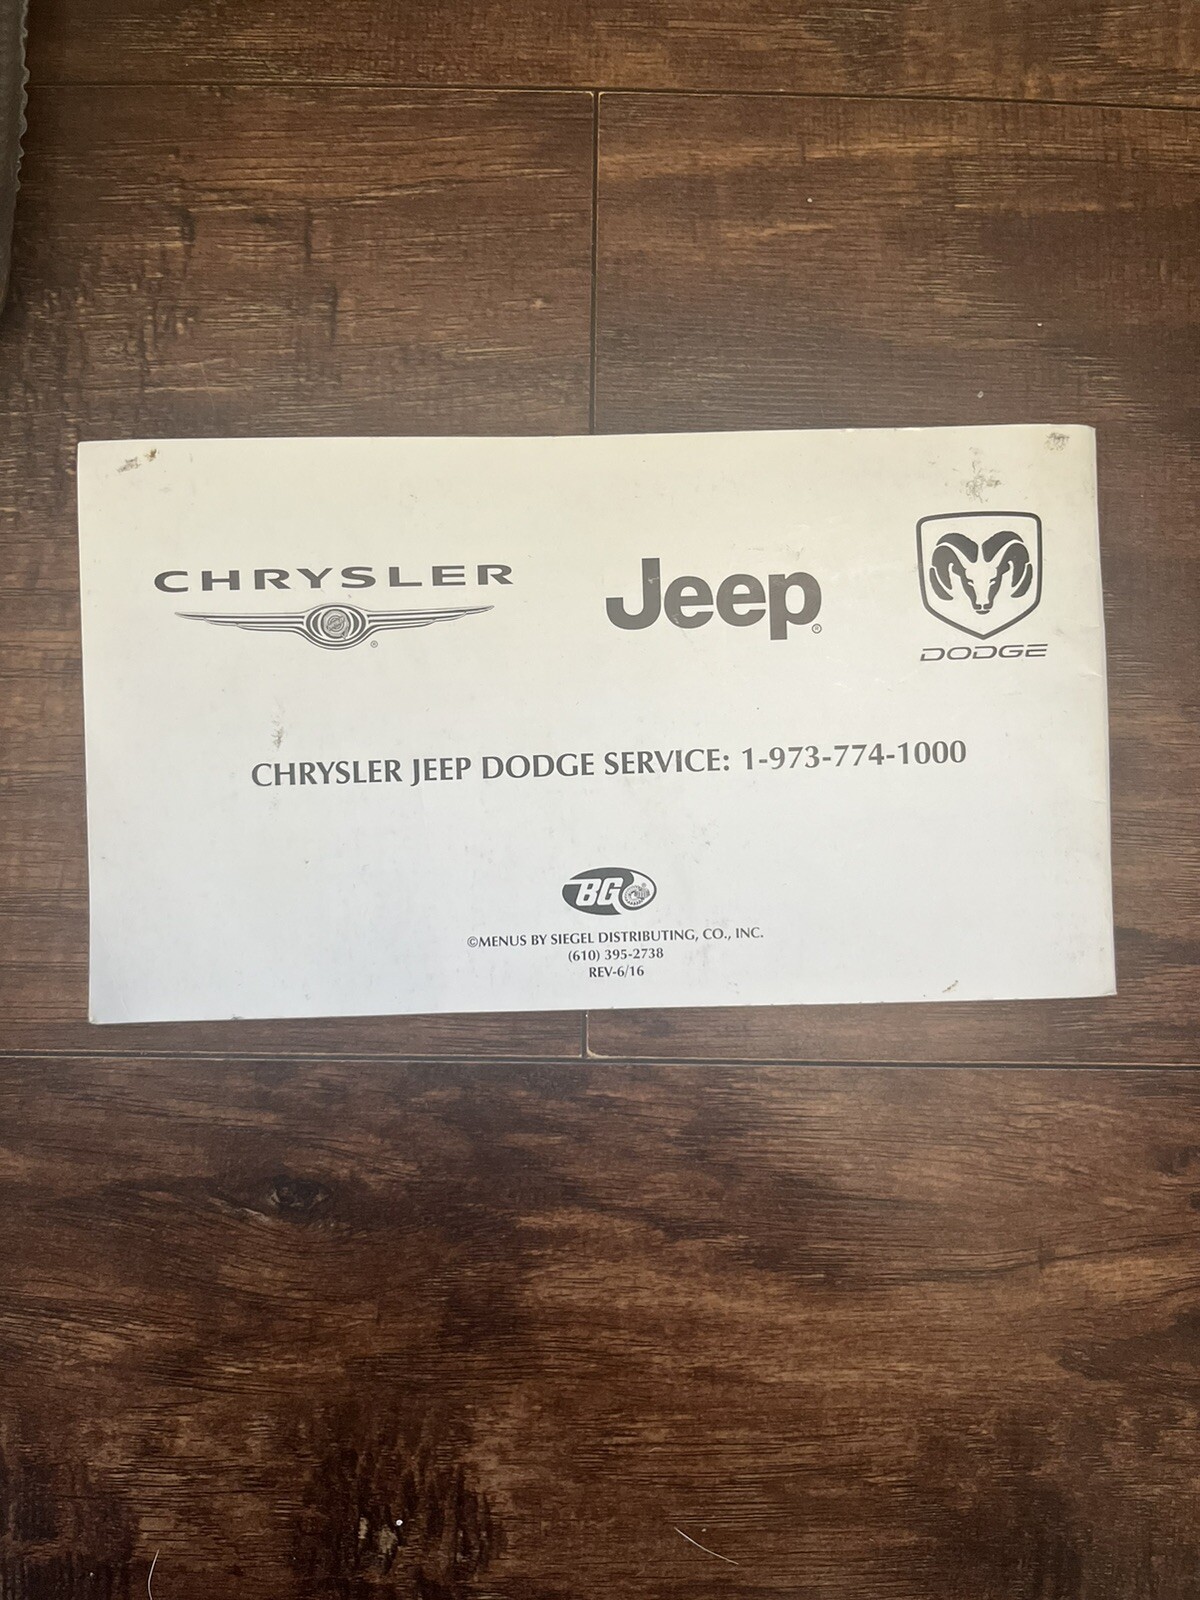 CHRYSLER
Jeep®
DODGE
CHRYSLER JEEP DODGE SERVICE: 1-973-774-1000
BG
©MENUS BY SIEGEL DISTRIBUTING, CO., INC.
(610) 395-2738
REV-6/16